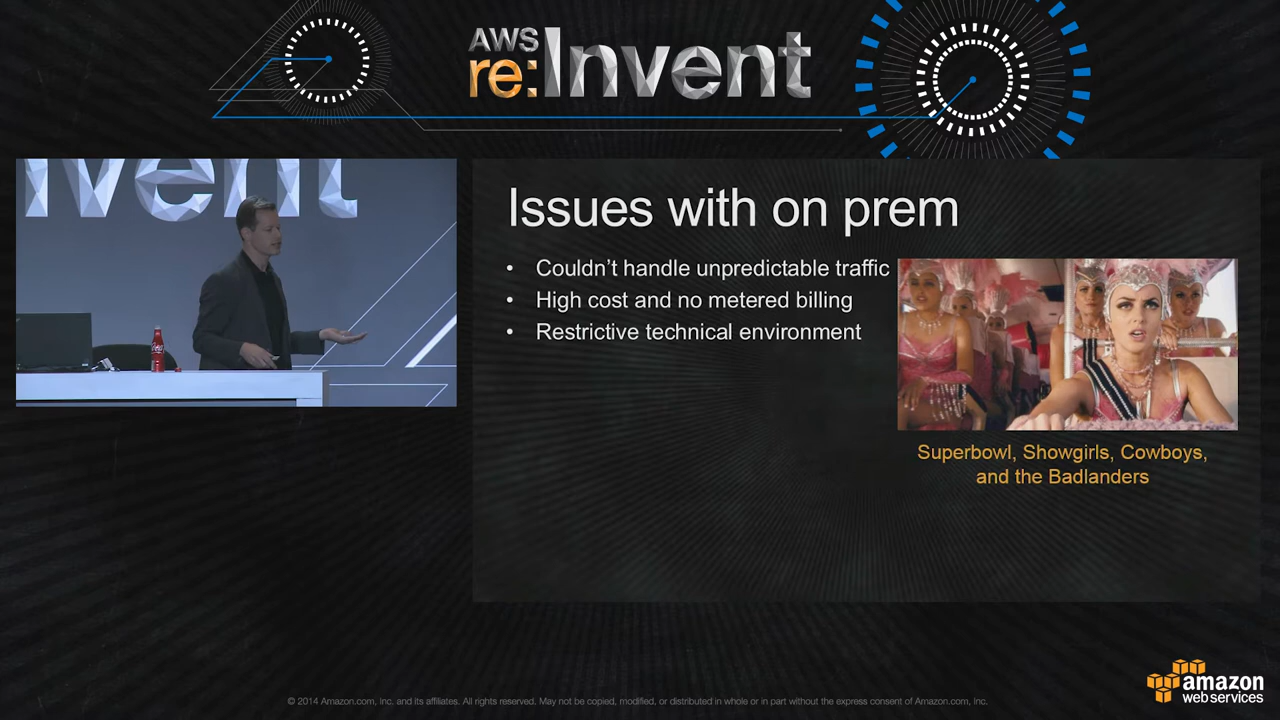 AWS
re:Invent
Issues with on prem
• Couldn’t handle unpredictable traffic
• High cost and no metered billing
• Restrictive technical environment
Superbowl, Showgirls, Cowboys,
and the Badlanders
© 2014 Amazon.com, Inc. and its affiliates. All rights reserved. May not be copied, modified, or distributed in whole or in part without the express consent of Amazon.com, Inc.
amazon
web services